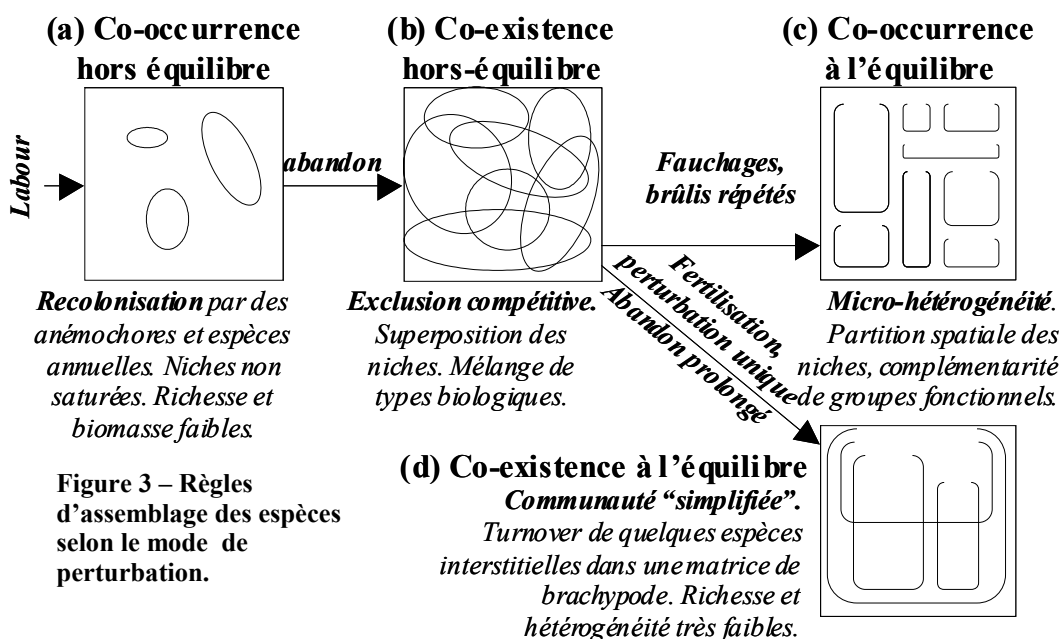 (a) Co-occurrence
hors équilibre
(b) Co-existence
hors-équilibre
(c) Co-occurrence
à l’équilibre
Labour
abandon
Fauchages,
brûlis répétés
Fertilisation,
perturbation unique
Abandon prolongé
Recolonisation par des
anémochores et espèces
annuelles. Niches non
saturées. Richesse et
biomasse faibles.
Exclusion compétitive.
Superposition des
niches. Mélange de
types biologiques.
Micro-hétérogénéité.
Partition spatiale des
niches, complémentarité
de groupes fonctionnels.
Figure 3 – Règles
d’assemblage des espèces
selon le mode de
perturbation.
(d) Co-existence à l’équilibre
Communauté “simplifiée”.
Turnover de quelques espèces
interstitielles dans une matrice de
brachypode. Richesse et
hétérogénéité très faibles.